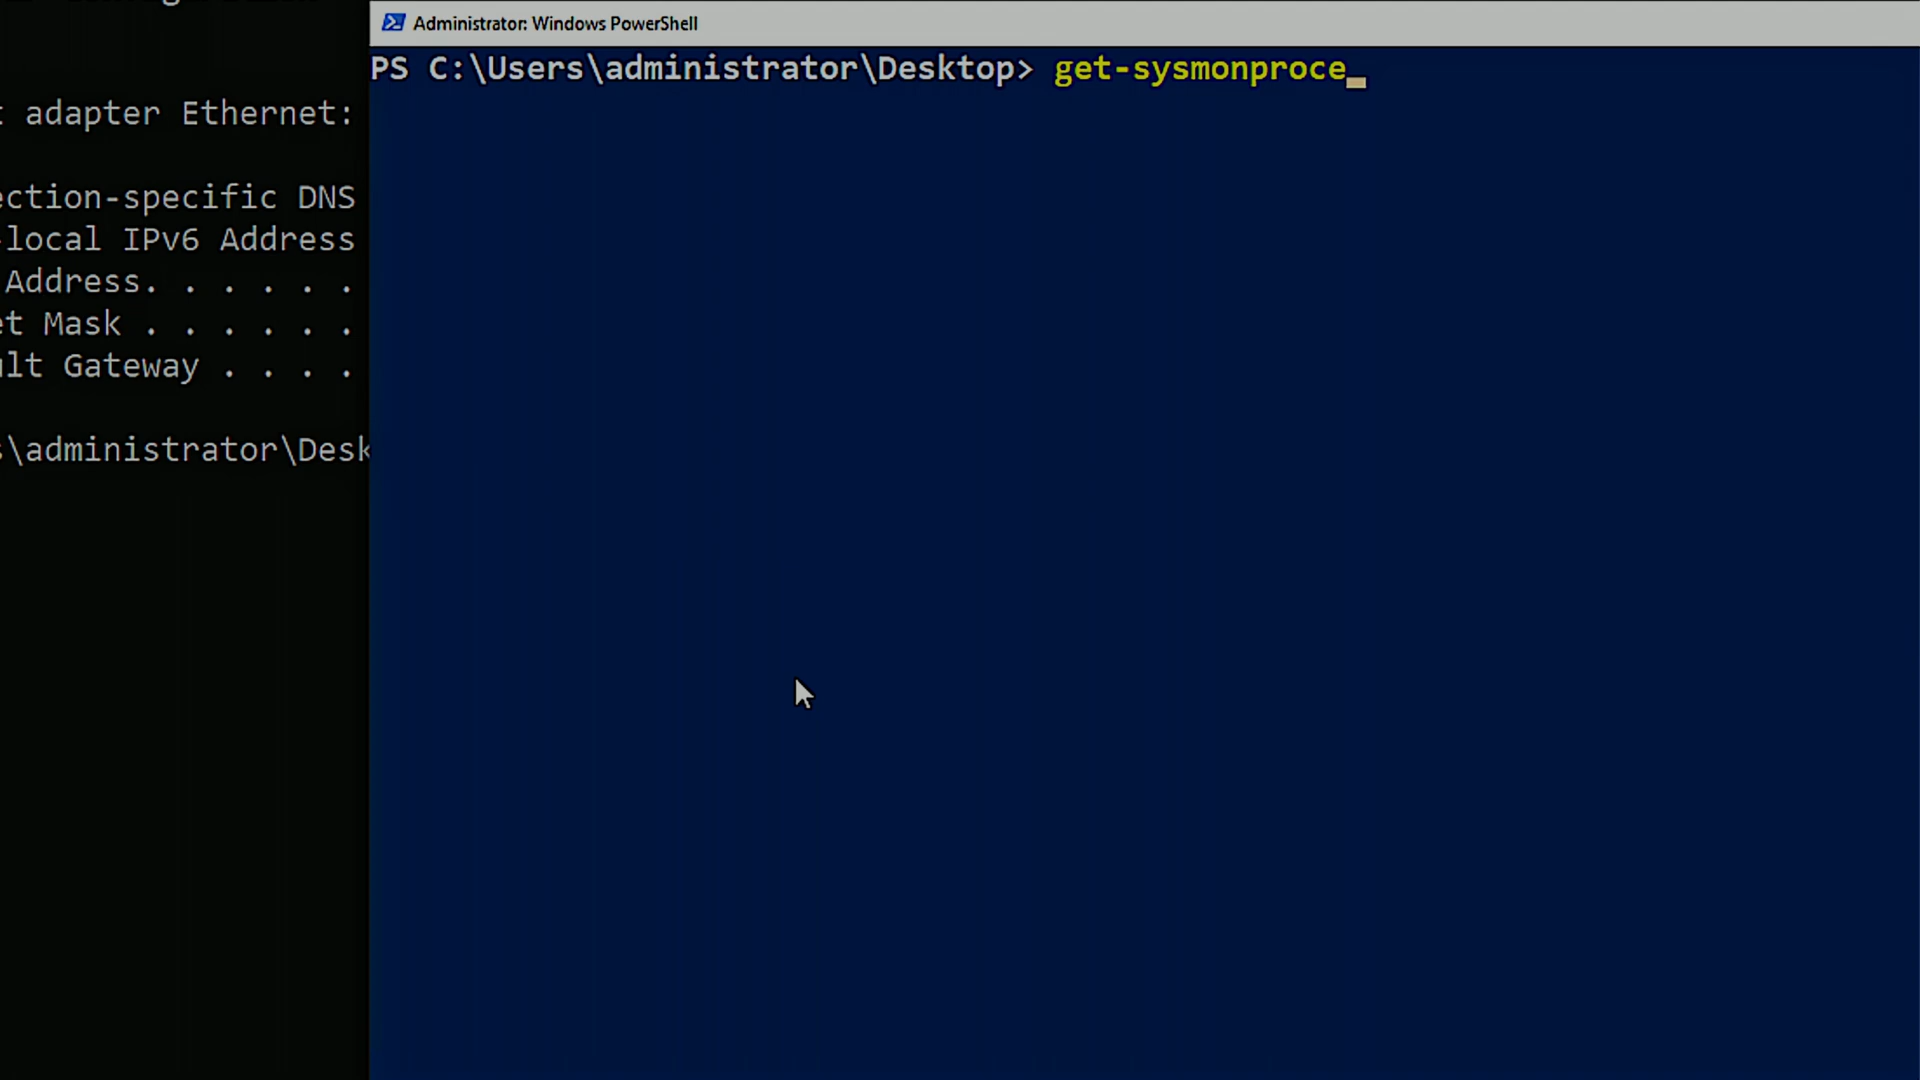 Administrator: Windows PowerShell
PS C:\Users\administrator\Desktop> get-sysmonproce
adapter Ethernet:
ection-specific DNS
-local IPv6 Address
Address. . . . . .
et Mask . . . . . .
ult Gateway . . . .
s\administrator\Desk